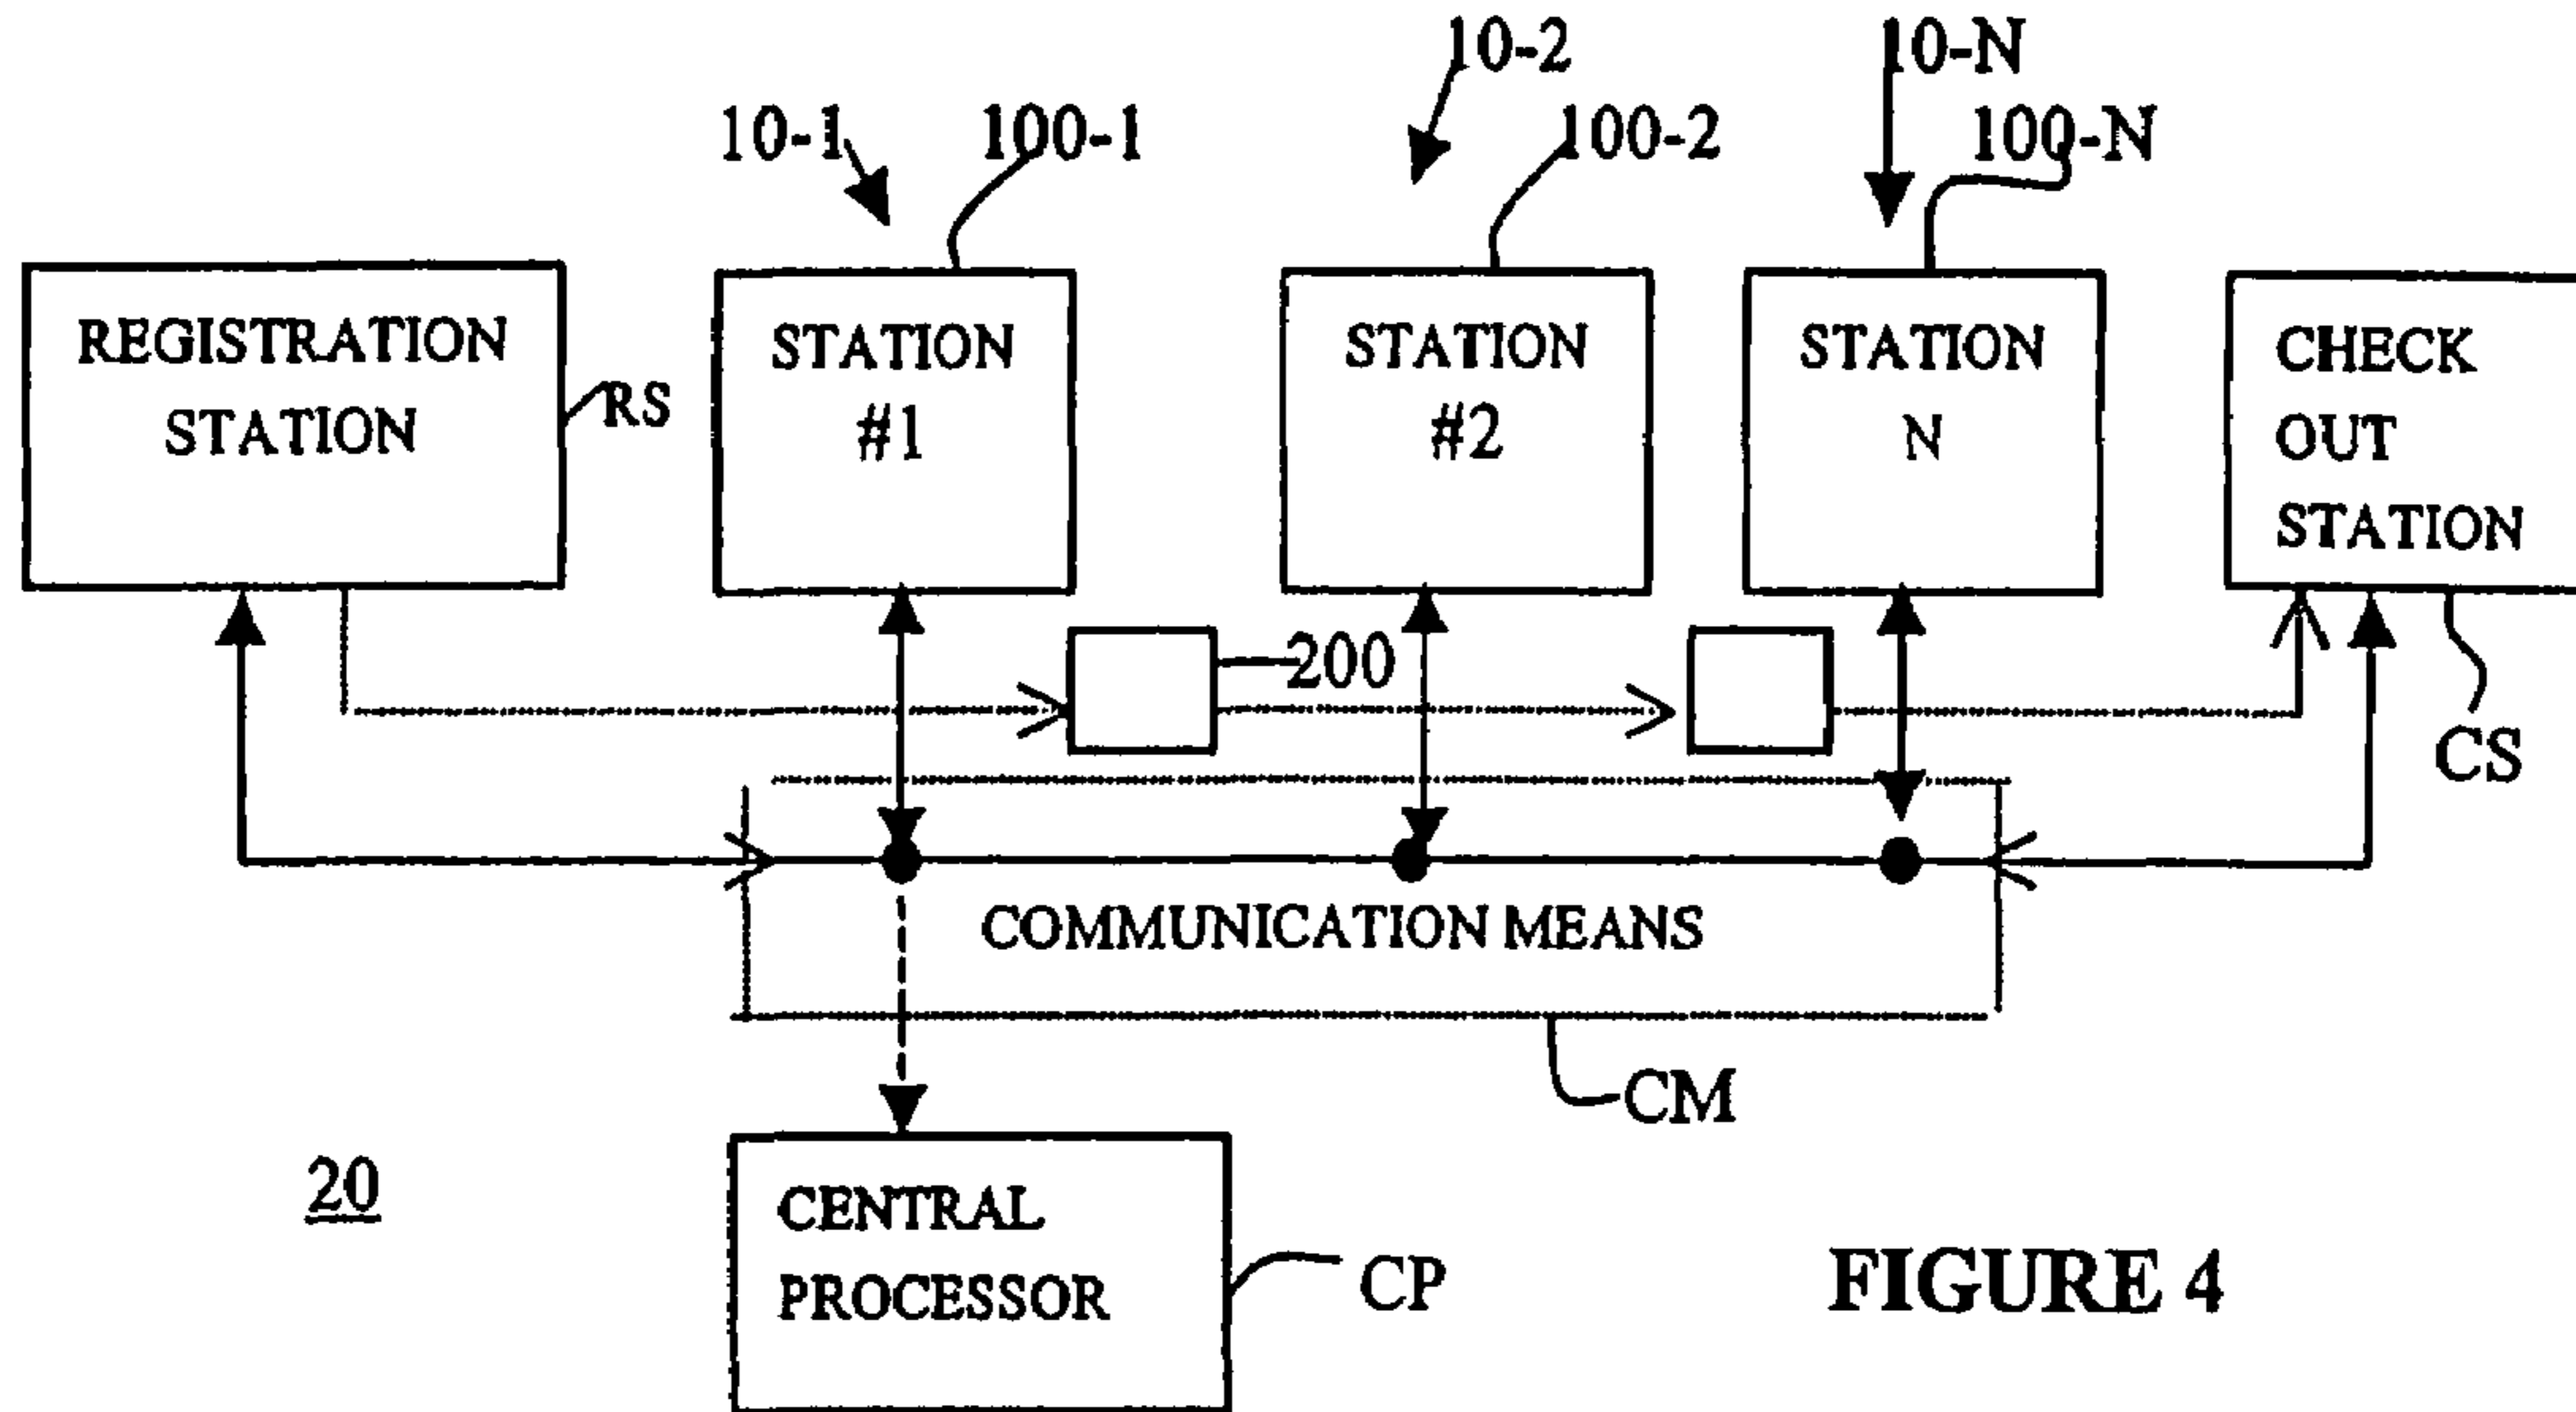 10-2
10-N
10-1
100-1
100-2
100-N
REGISTRATION
STATION
RS
STATION
#1
STATION
#2
STATION
N
CHECK
OUT
STATION
200
CS
COMMUNICATION MEANS
CM
20
CENTRAL
PROCESSOR
CP
FIGURE 4